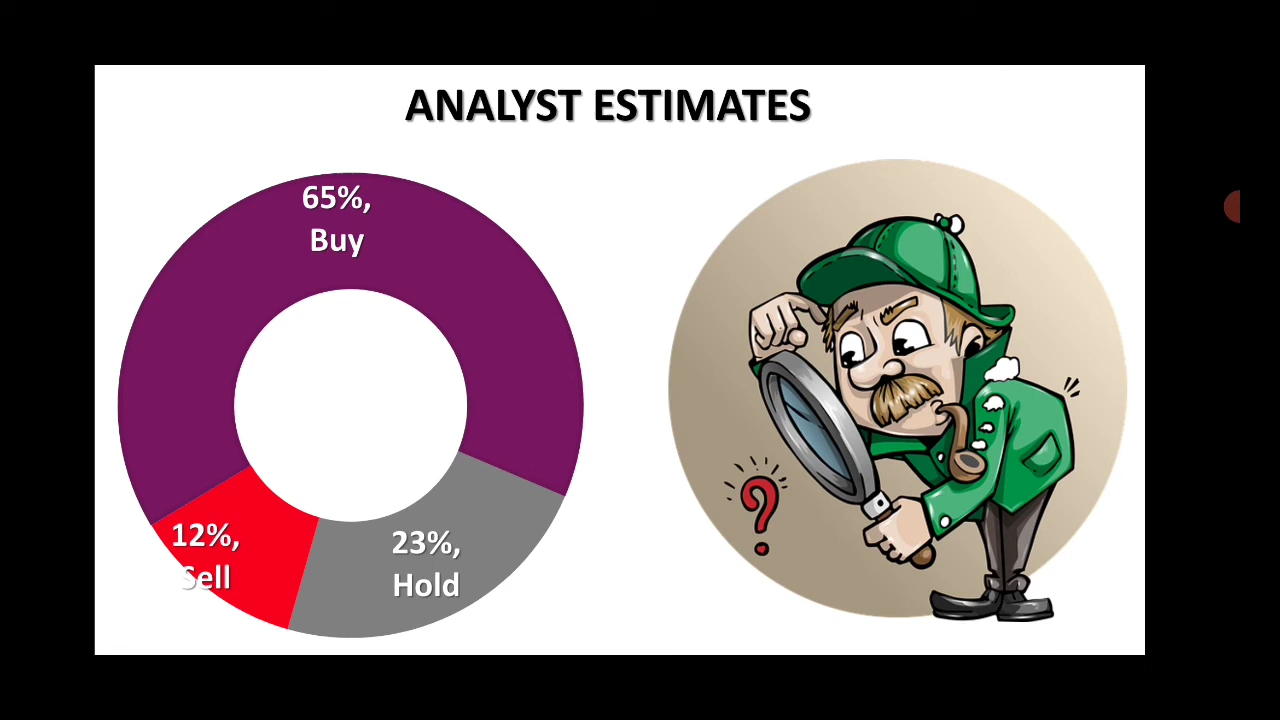 ANALYST ESTIMATES
65%,
Buy
12%,
Sell
23%,
Hold
?